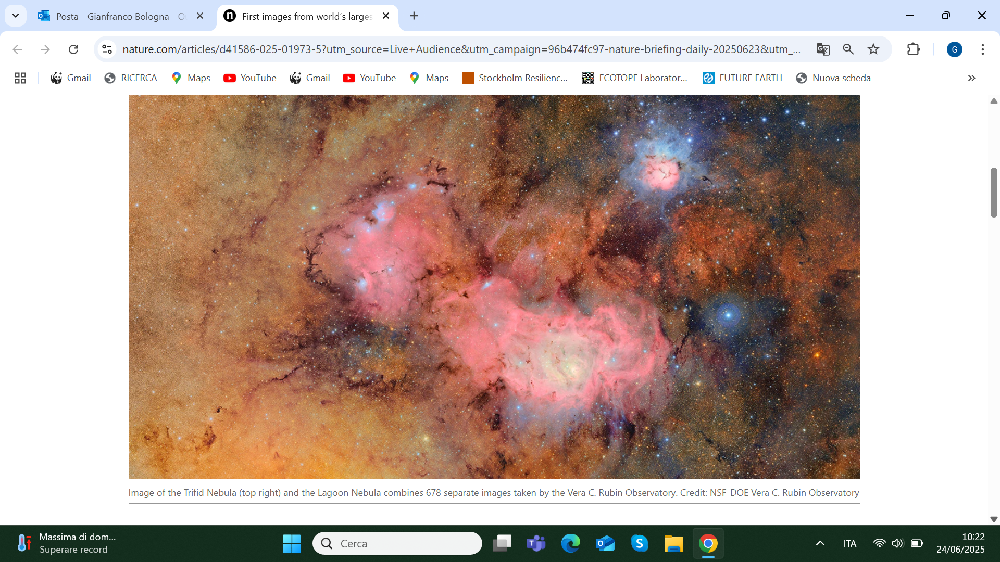 Posta - Gianfranco Bologna - O
First images from world's larges
nature.com/articles/d41586-025-01973-5?utm_source=Live+Audience&utm_campaign=96b474fc97-nature-briefing-daily-20250623&utm_...
G
Gmail
RICERCA
Maps
YouTube
Gmail
YouTube
Maps
Stockholm Resilienc...
ECOTOPE Laborator...
FUTURE EARTH
Nuova scheda
Image of the Trifid Nebula (top right) and the Lagoon Nebula combines 678 separate images taken by the Vera C. Rubin Observatory. Credit: NSF-DOE Vera C. Rubin Observatory
Massima di dom...
Superare record
Cerca
ITA
10:22
24/06/2025